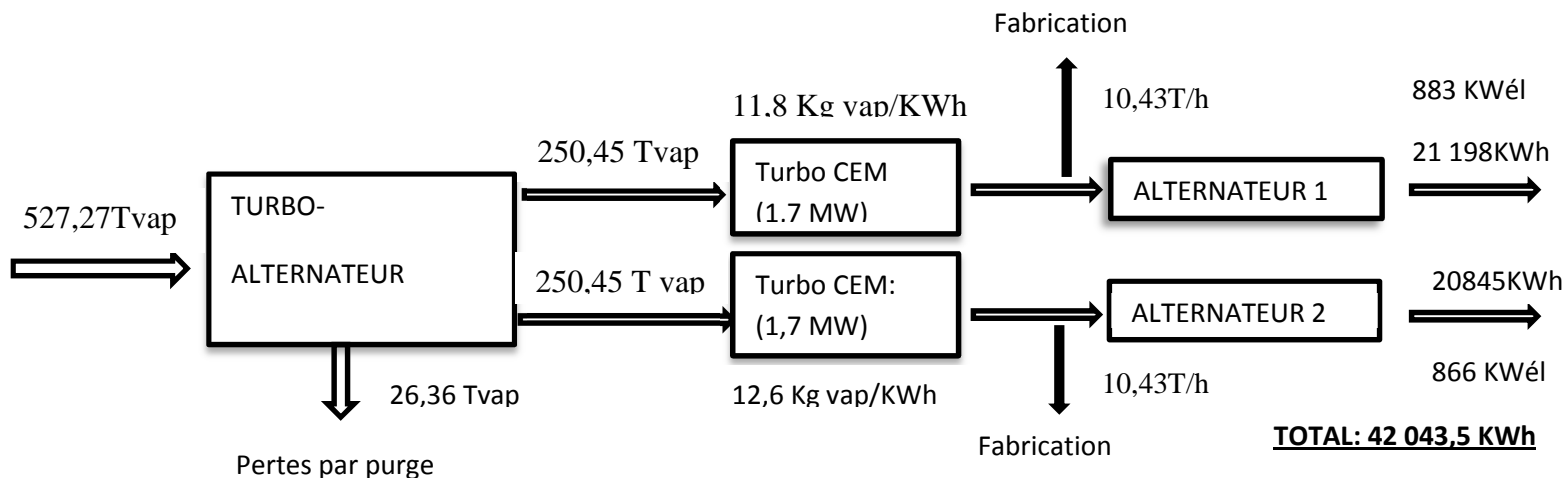 Fabrication
10,43T/h
883 KWél
11,8 Kg vap/KWh
250,45 Tvap
21 198KWh
Turbo CEM
(1.7 MW)
ALTERNATEUR 1
527,27Tvap
TURBO-
ALTERNATEUR
250,45 T vap
Turbo CEM:
(1,7 MW)
ALTERNATEUR 2
20845KWh
26,36 Tvap
12,6 Kg vap/KWh
10,43T/h
866 KWél
Fabrication
TOTAL: 42 043,5 KWh
Pertes par purge